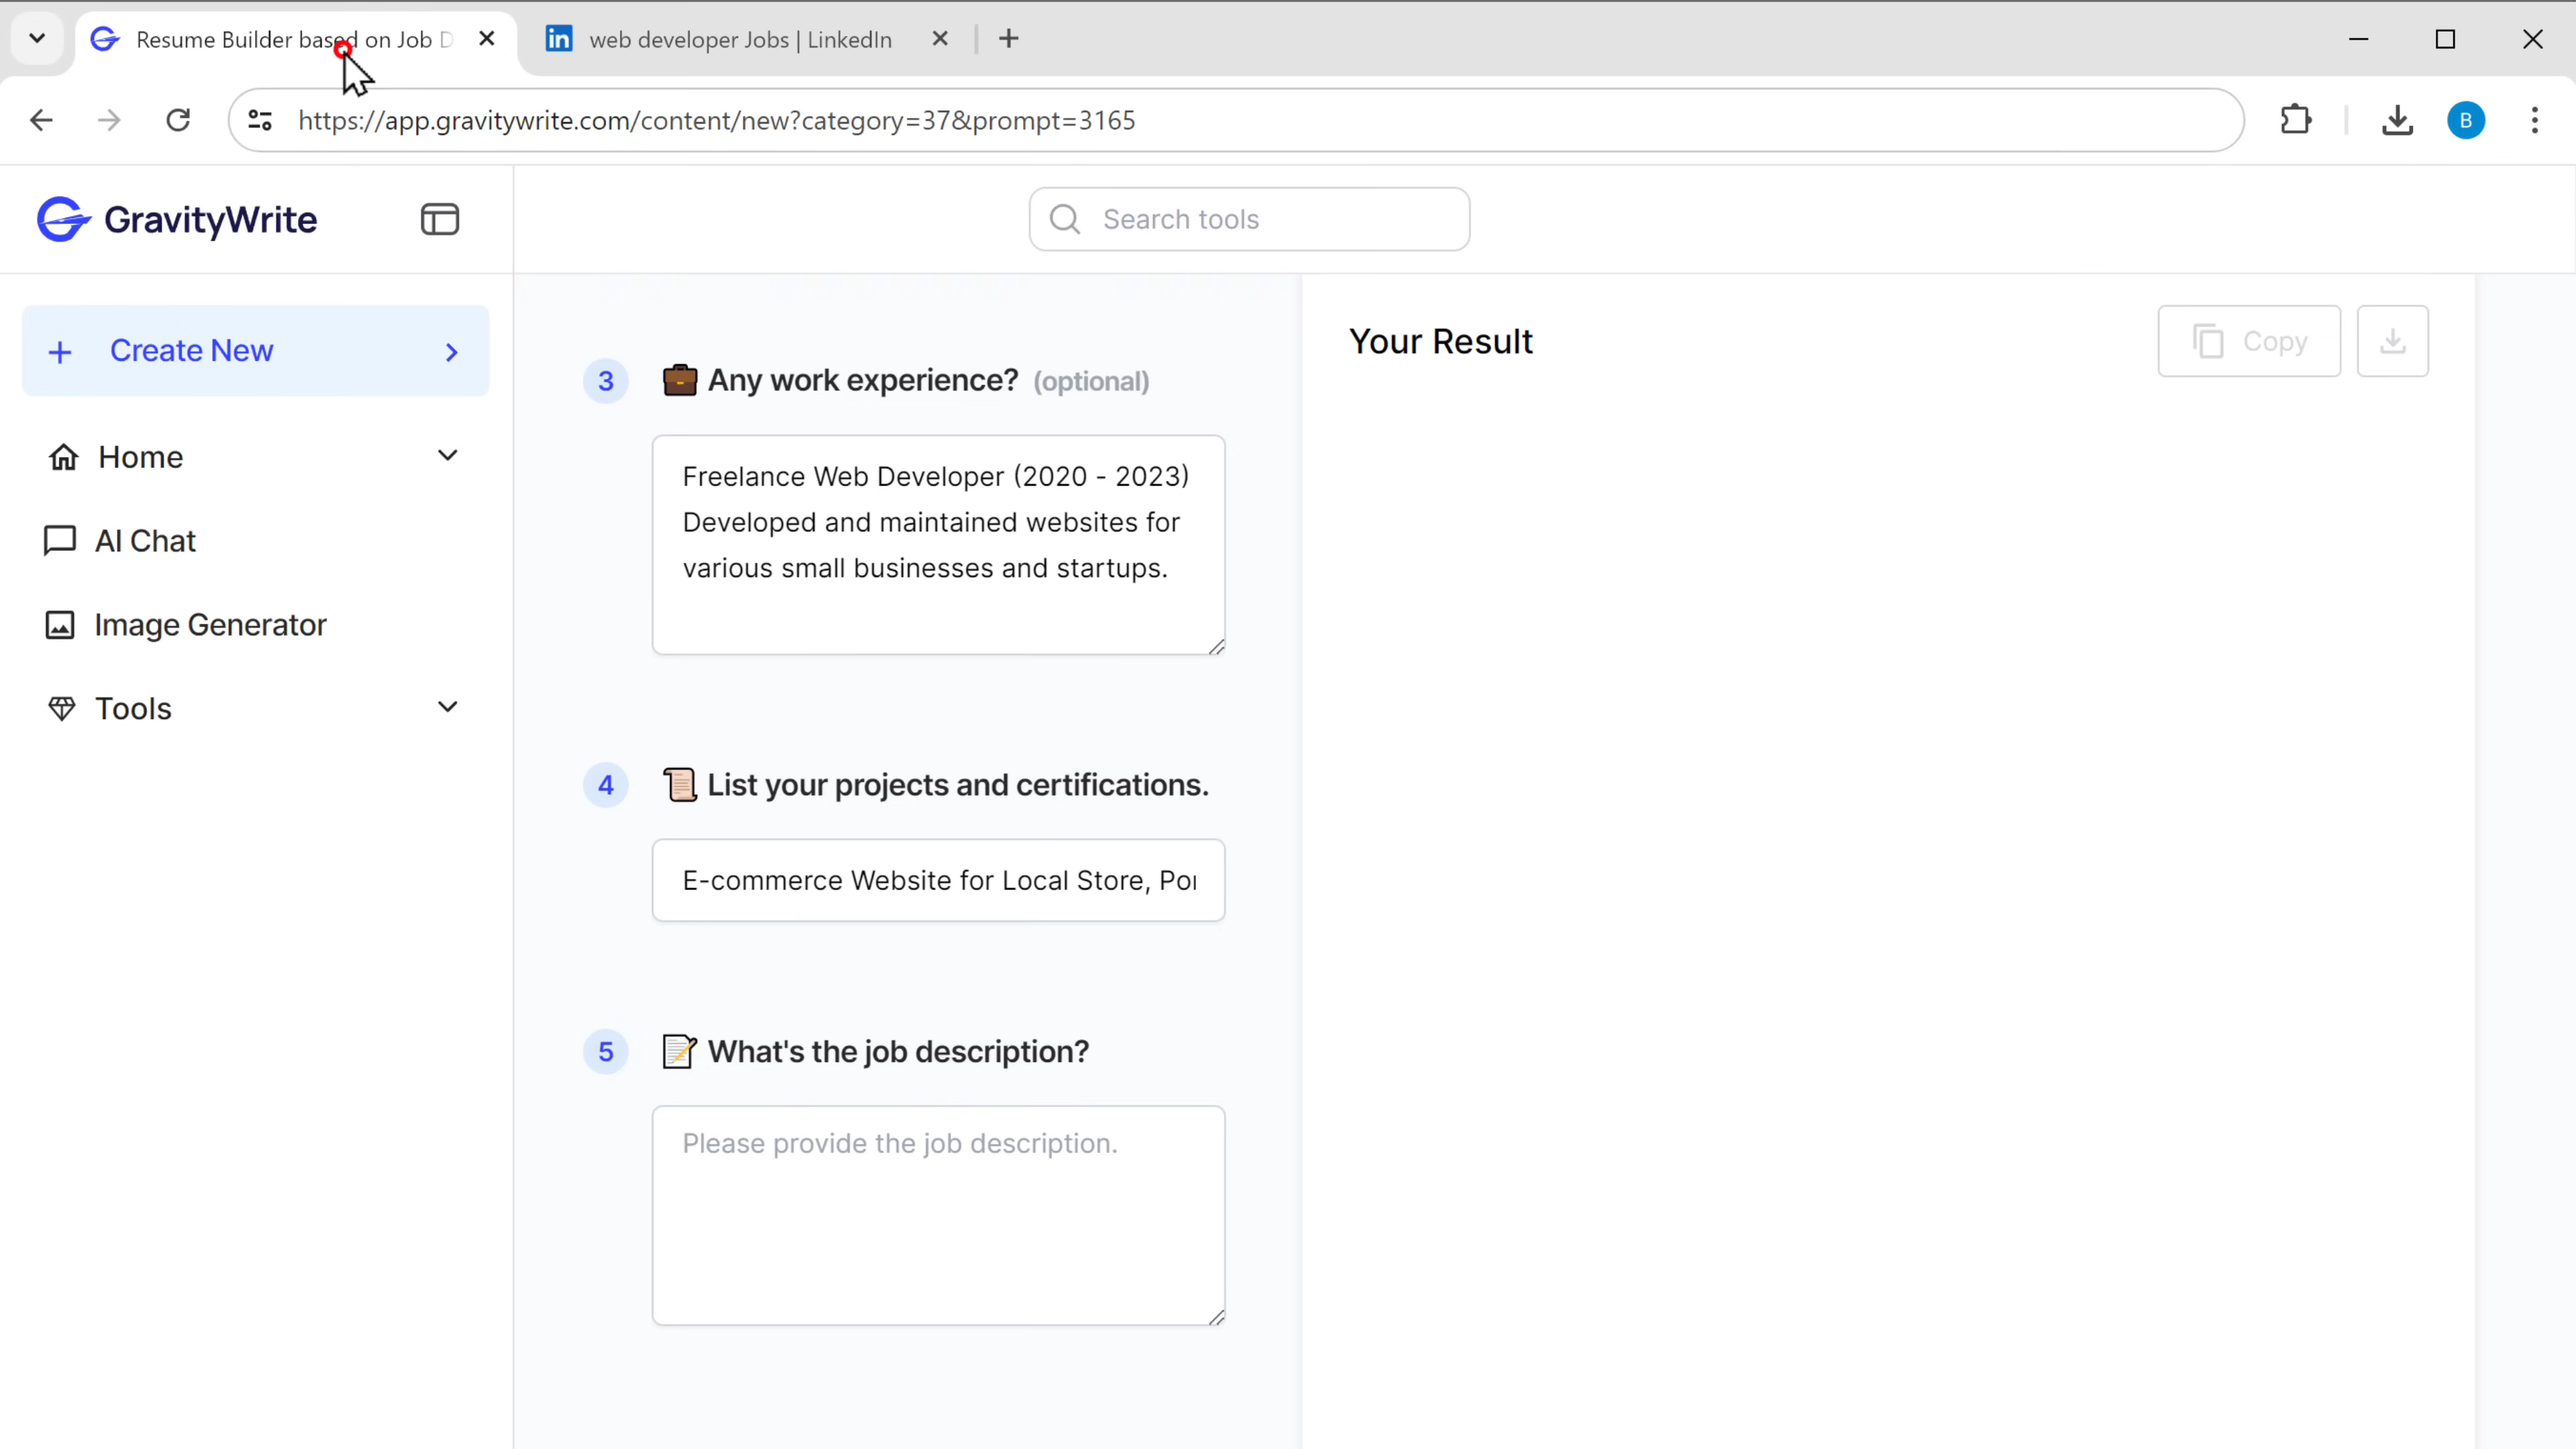 Resume Builder based on Job D
web developer Jobs | LinkedIn
https://app.gravitywrite.com/content/new?category=37&prompt=3165
B
GravityWrite
Search tools
Create New
Home
AI Chat
Image Generator
Tools
3 Any work experience? (optional)
Freelance Web Developer (2020 - 2023)
Developed and maintained websites for
various small businesses and startups.
4 List your projects and certifications.
E-commerce Website for Local Store, Por
5 What's the job description?
Please provide the job description.
Your Result
Copy